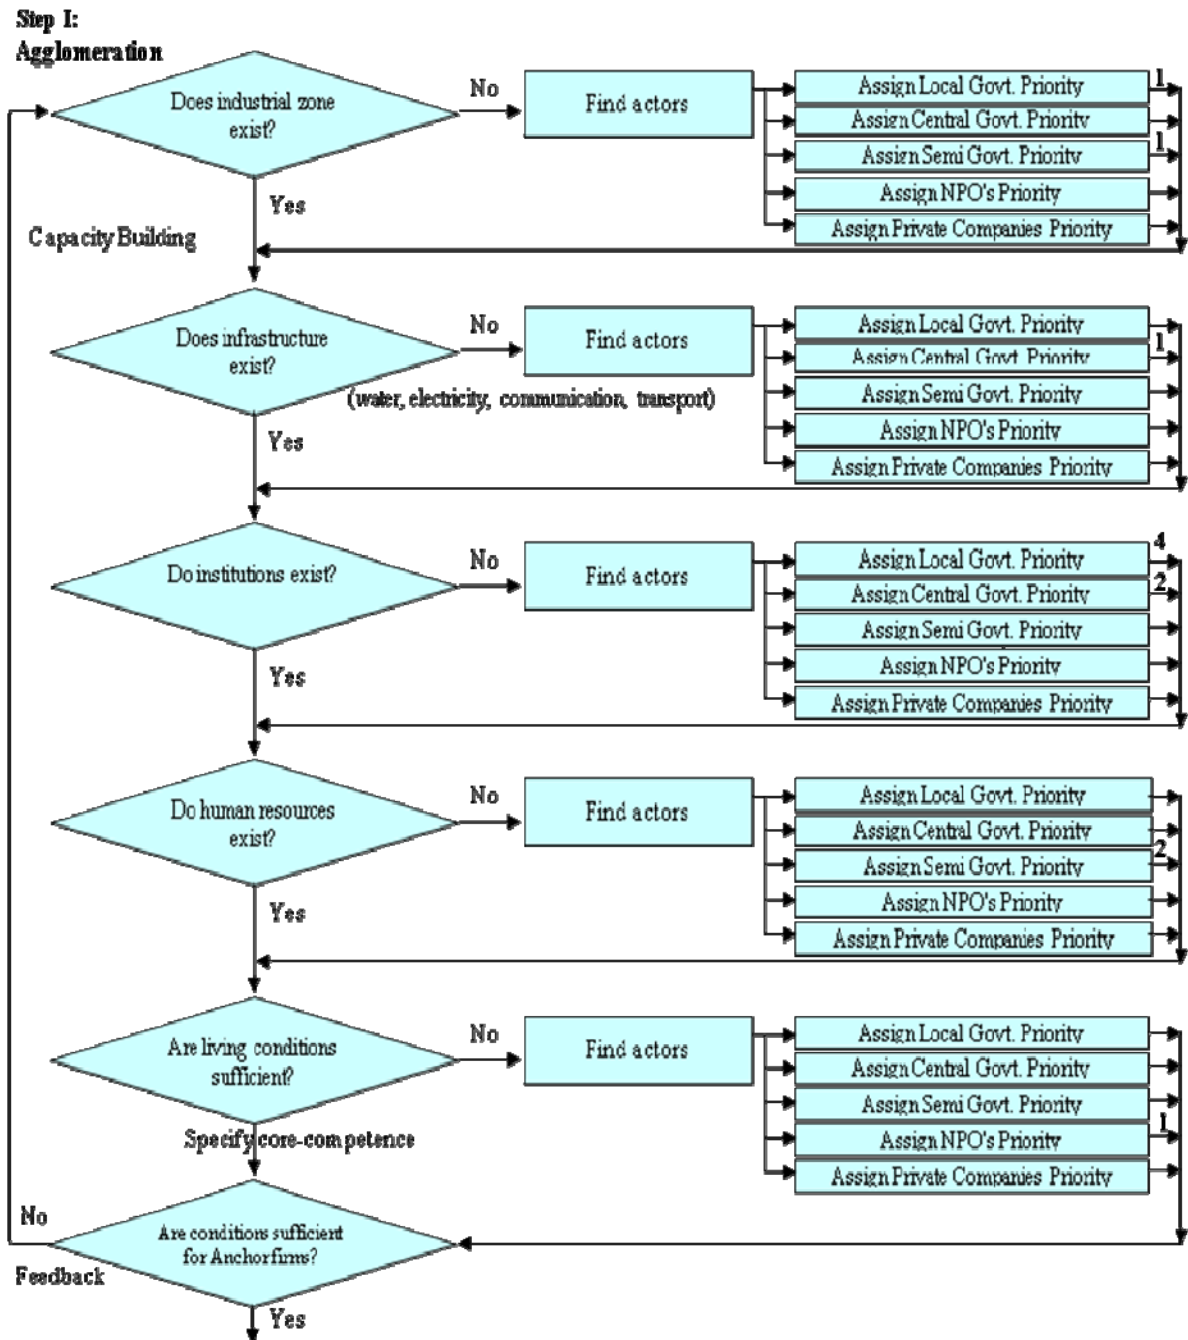 Step I:
Agglomeration
Does industrial zone
exist?
No
Find actors
Assign Local Govt. Priority
1
Assign Central Govt. Priority
Assign Semi Govt. Priority
1
Assign NPO's Priority
Assign Private Companies Priority
Yes
Capacity Building
Does infrastructure
exist?
No
Find actors
(water, electricity, communication, transport)
Assign Local Govt. Priority
Assign Central Govt. Priority
1
Assign Semi Govt. Priority
Assign NPO's Priority
Assign Private Companies Priority
Yes
Do institutions exist?
No
Find actors
Assign Local Govt. Priority
4
Assign Central Govt. Priority
2
Assign Semi Govt. Priority
Assign NPO's Priority
Assign Private Companies Priority
Yes
Do human resources
exist?
No
Find actors
Assign Local Govt. Priority
Assign Central Govt. Priority
Assign Semi Govt. Priority
2
Assign NPO's Priority
Assign Private Companies Priority
Yes
Are living conditions
sufficient?
No
Find actors
Assign Local Govt. Priority
Assign Central Govt. Priority
Assign Semi Govt. Priority
Assign NPO's Priority
1
Assign Private Companies Priority
Specify core-competence
Are conditions sufficient
for Anchor firms?
No
Feedback
Yes